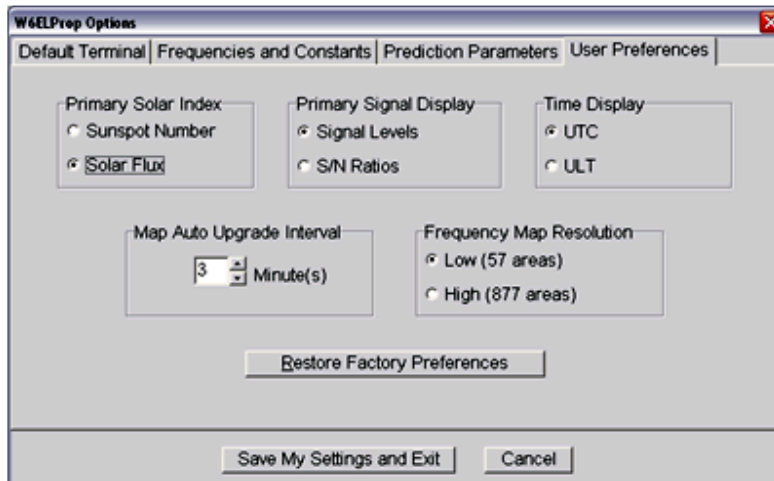 W6ELProp Options
Default Terminal
Frequencies and Constants
Prediction Parameters
User Preferences
Primary Solar Index
Sunspot Number
Solar Flux
Primary Signal Display
Signal Levels
S/N Ratios
Time Display
UTC
ULT
Map Auto Upgrade Interval
3 Minute(s)
Frequency Map Resolution
Low (57 areas)
High (877 areas)
Restore Factory Preferences
Save My Settings and Exit
Cancel